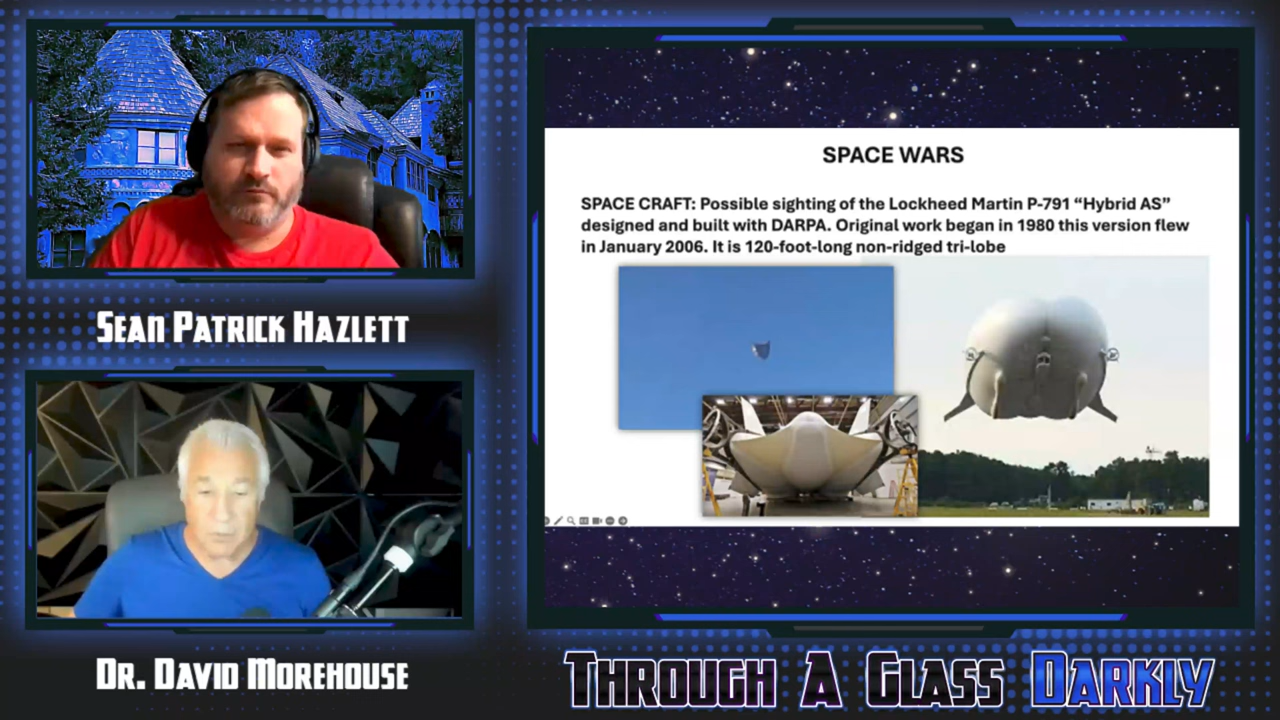 SEAN PATRICK HAZLETT
DR. DAVID MOREHOUSE
SPACE WARS
SPACE CRAFT: Possible sighting of the Lockheed Martin P-791 “Hybrid AS”
designed and built with DARPA. Original work began in 1980 this version flew
in January 2006. It is 120-foot-long non-ridged tri-lobe
THROUGH A GLASS DARKLY